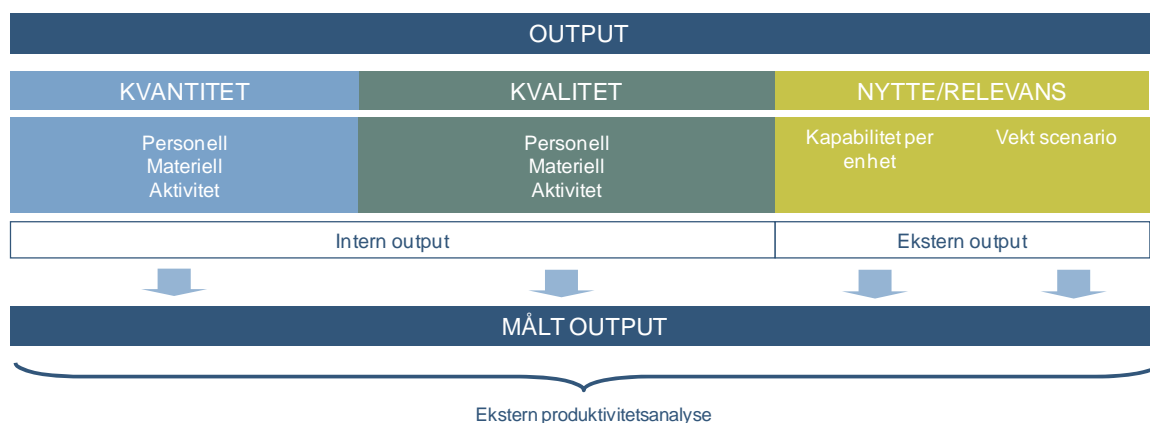 OUTPUT
KVANTITET
KVALITET
NYTTE/RELEVANS
Personell
Materiell
Aktivitet
Personell
Materiell
Aktivitet
Kapabilitet per
enhet
Vekt scenario
Intern output
Ekstern output
MÅLT OUTPUT
Ekstern produktivitetsanalyse